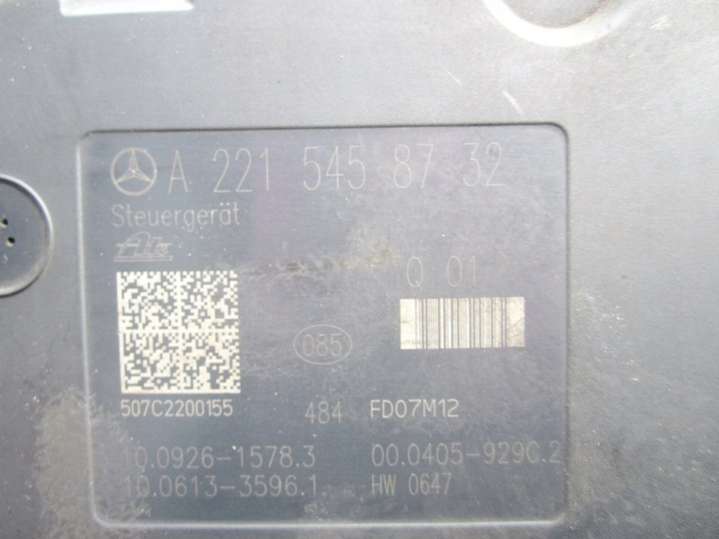 A 221 545 87 32
Steuergerät
Ate
Q 01
085
507C2200155
484 FD07M12
10.0926-1578.3 00.0405-929C.2
10.0613-3596.1 HW 0647